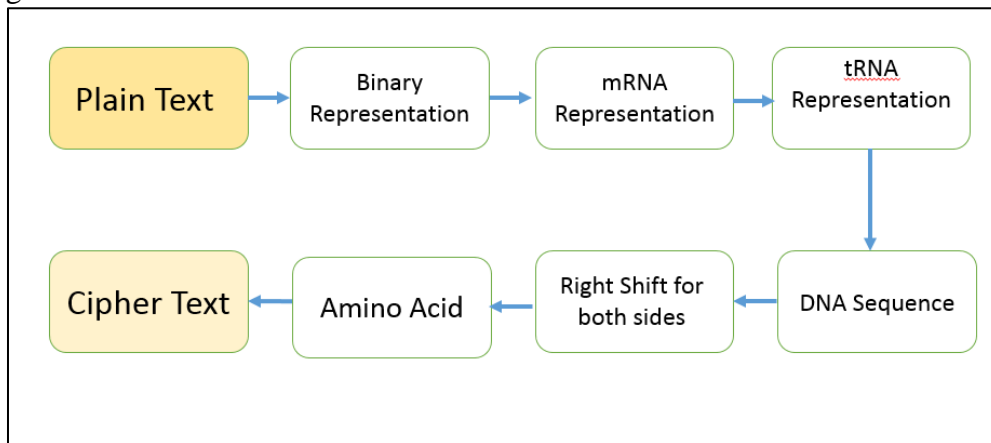 Plain Text
Binary
Representation
mRNA
Representation
tRNA
Representation
Cipher Text
Amino Acid
Right Shift for
both sides
DNA Sequence